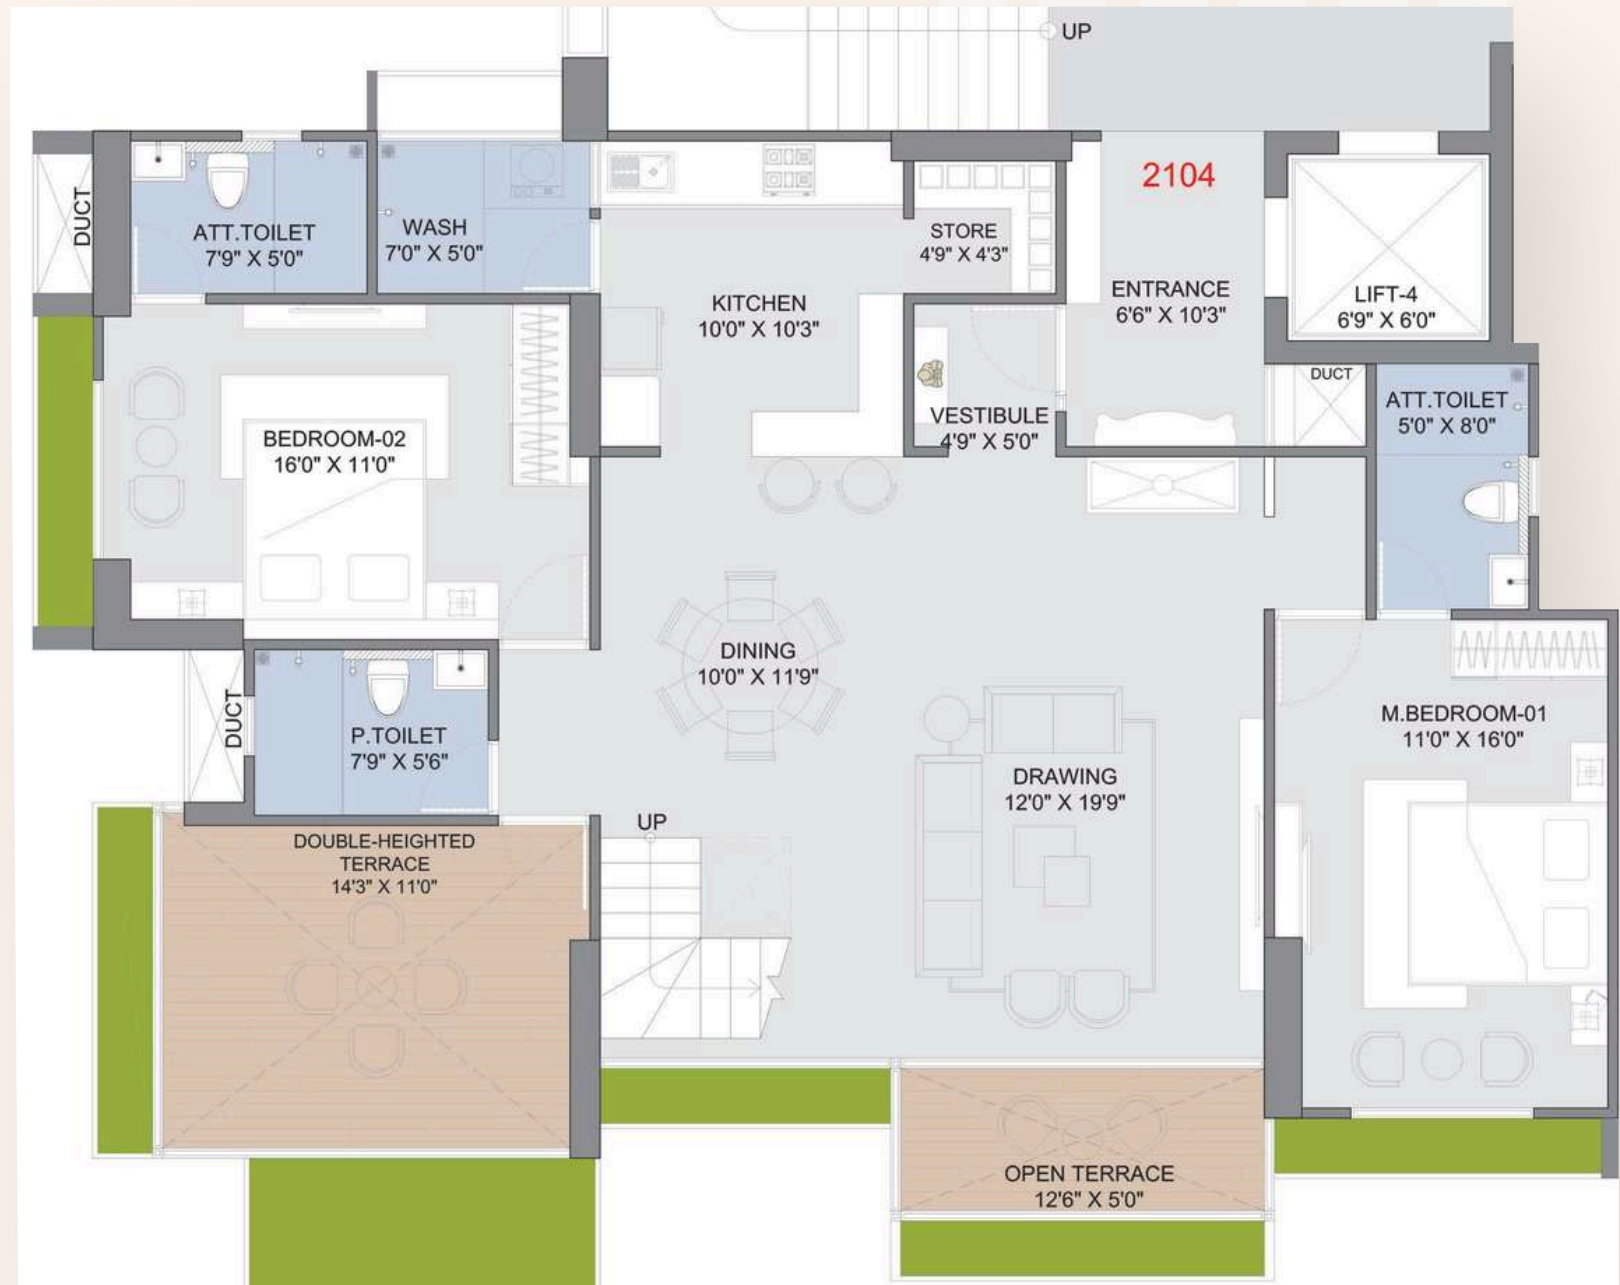 UP
2104
DUCT
ATT.TOILET
7'9" X 5'0"
WASH
7'0" X 5'0"
STORE
4'9" X 4'3"
KITCHEN
10'0" X 10'3"
ENTRANCE
6'6" X 10'3"
LIFT-4
6'9" X 6'0"
DUCT
ATT.TOILET
5'0" X 8'0"
VESTIBULE
4'9" X 5'0"
BEDROOM-02
16'0" X 11'0"
DINING
10'0" X 11'9"
DUCT
P.TOILET
7'9" X 5'6"
M.BEDROOM-01
11'0" X 16'0"
DRAWING
12'0" X 19'9"
UP
DOUBLE-HEIGHTED
TERRACE
14'3" X 11'0"
OPEN TERRACE
12'6" X 5'0"